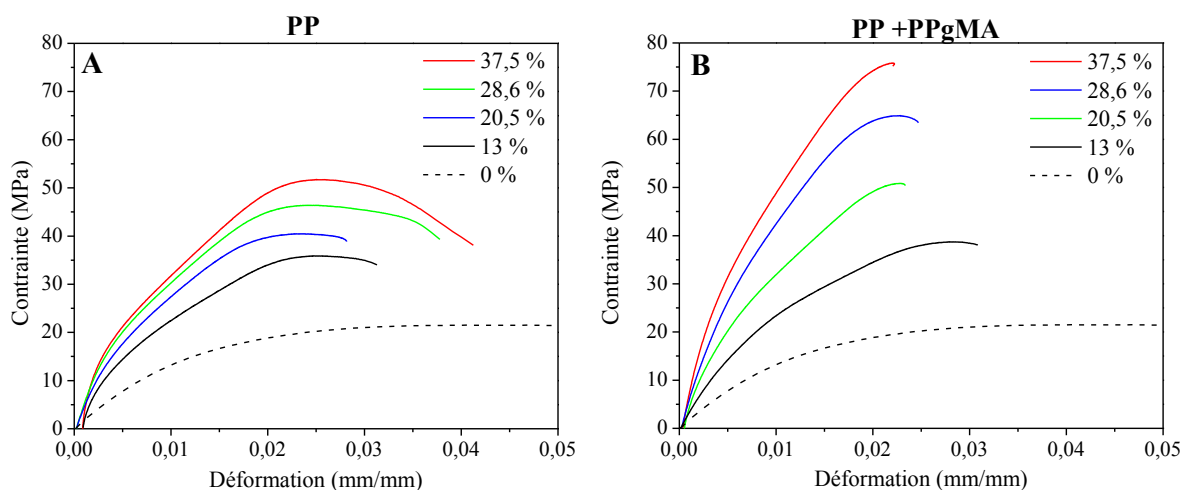 PP
A
37,5 %
28,6 %
20,5 %
13 %
0 %
80
70
60
50
40
30
20
10
0
Contrainte (MPa)
0,00 0,01 0,02 0,03 0,04 0,05
Déformation (mm/mm)
PP +PPgMA
B
37,5 %
28,6 %
20,5 %
13 %
0 %
80
70
60
50
40
30
20
10
0
Contrainte (MPa)
0,00 0,01 0,02 0,03 0,04 0,05
Déformation (mm/mm)